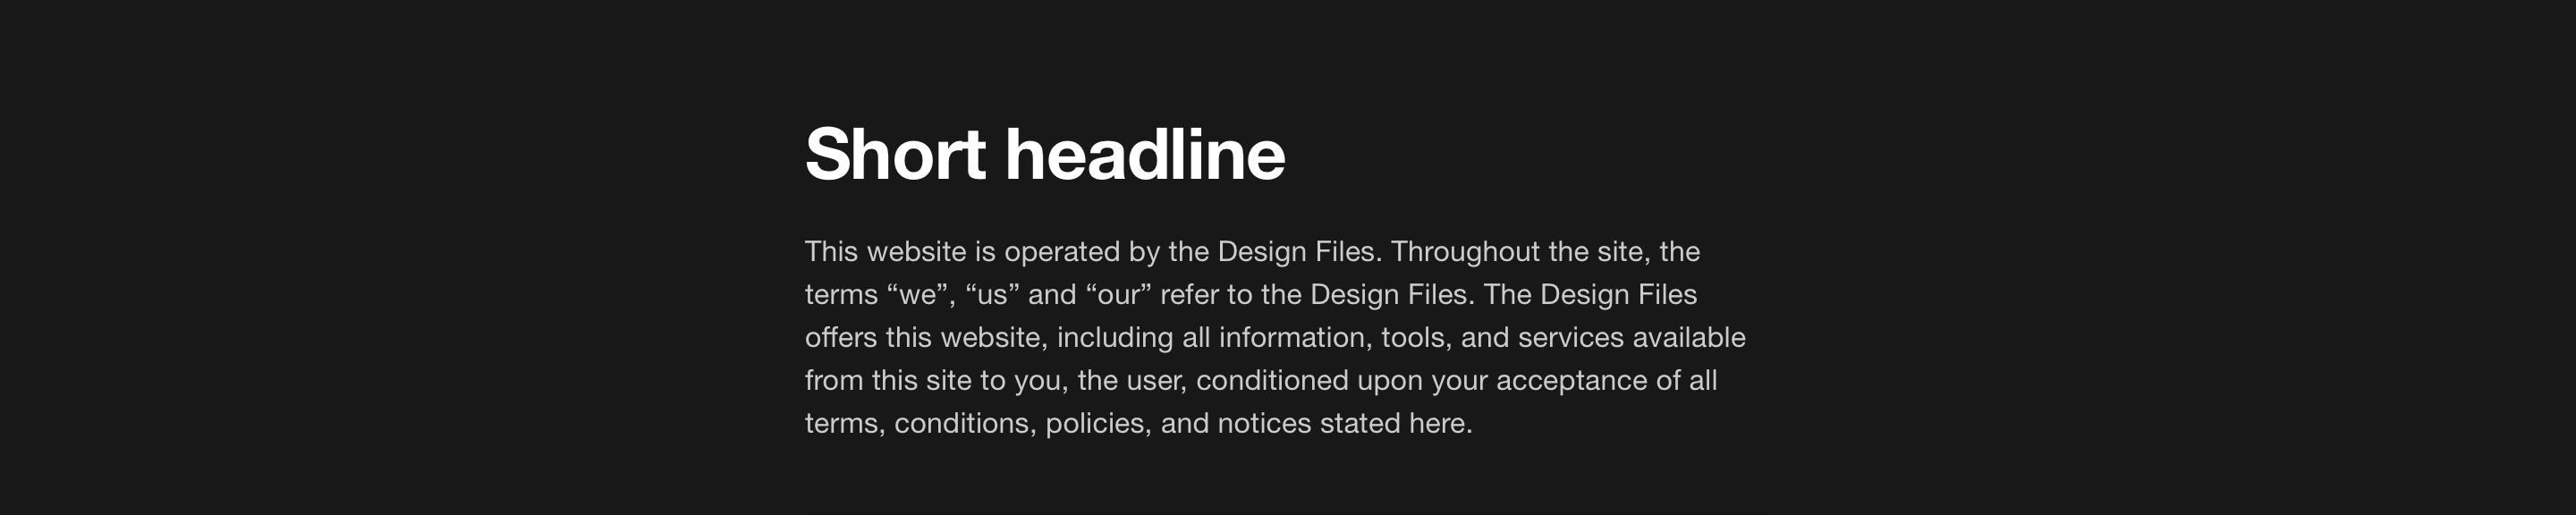 Short headline
This website is operated by the Design Files. Throughout the site, the
terms “we”, “us” and “our” refer to the Design Files. The Design Files
offers this website, including all information, tools, and services available
from this site to you, the user, conditioned upon your acceptance of all
terms, conditions, policies, and notices stated here.